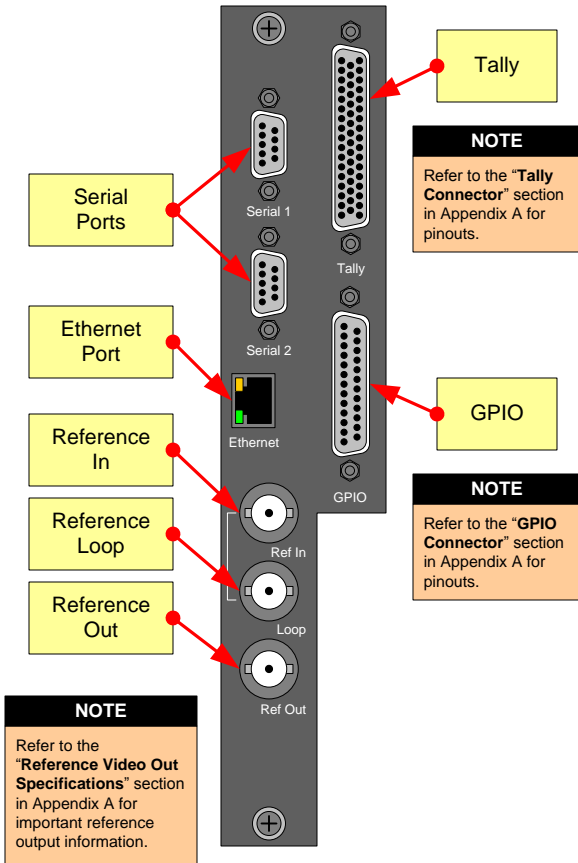 Tally
NOTE
Refer to the “Tally
Connector” section
in Appendix A for
pinouts.
Serial
Ports
Serial 1
Tally
Serial 2
Ethernet
Port
Ethernet
GPIO
GPIO
NOTE
Refer to the “GPIO
Connector” section
in Appendix A for
pinouts.
Reference
In
Ref In
Reference
Loop
Loop
Reference
Out
Ref Out
NOTE
Refer to the
“Reference Video Out
Specifications” section
in Appendix A for
important reference
output information.